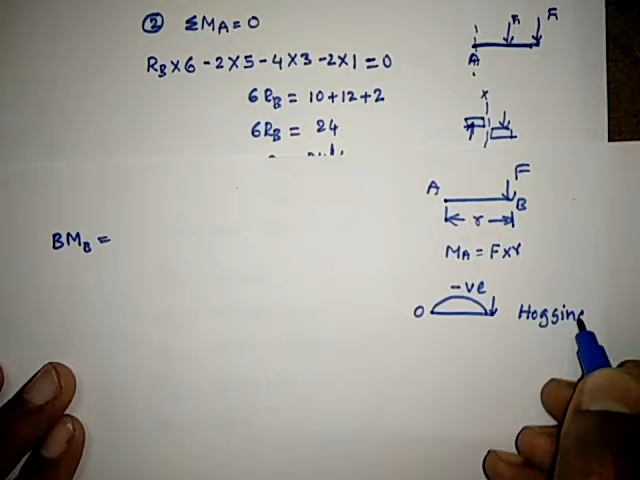 ② ΣMA = 0
RB×6 - 2×5 - 4×3 - 2×1 = 0
6RB = 10+12+2
6RB = 24
A
x
A F B
r
MA = F×r
BMB =
-ve
O Hogging